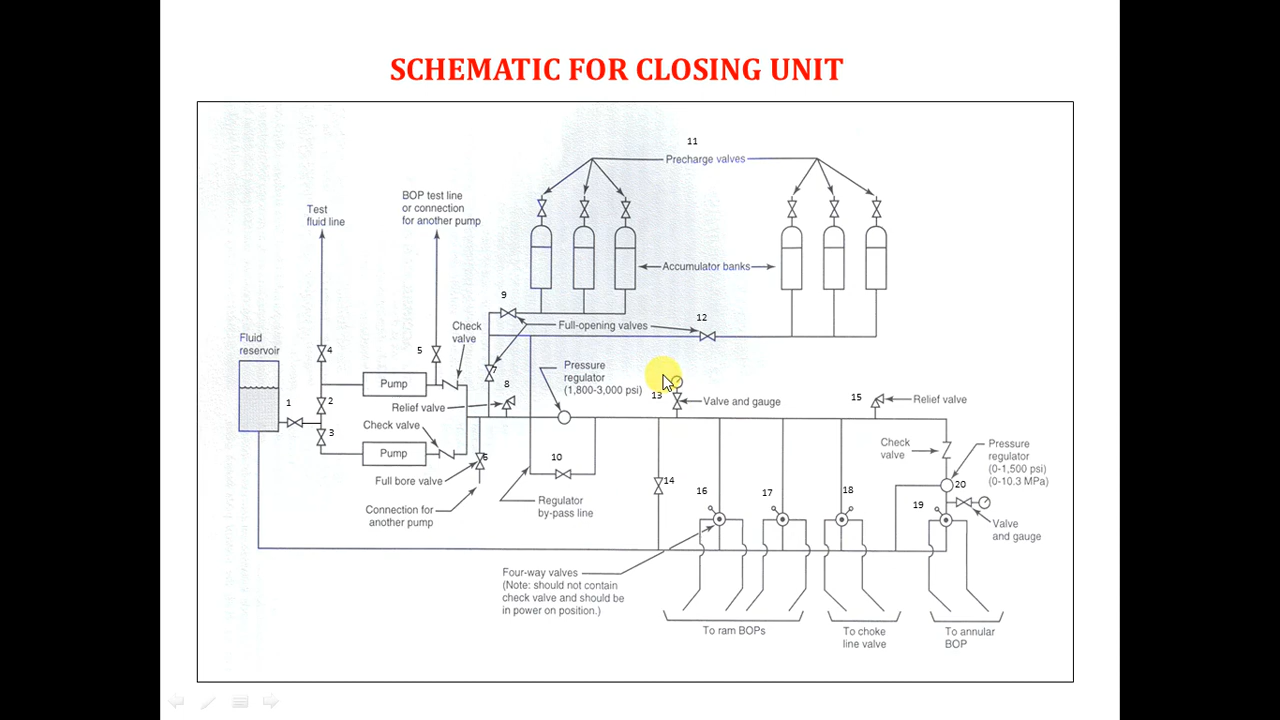 SCHEMATIC FOR CLOSING UNIT
11
Precharge valves
BOP test line
or connection
for another pump
Test
fluid line
Accumulator banks
9
12
Full-opening valves
Check
valve
Fluid
reservoir
4
5
Pressure
regulator
(1,800-3,000 psi)
7
8
Pump
13
Valve and gauge
15
Relief valve
1
2
Relief valve
3
Check valve
Pump
6
10
Full bore valve
Connection for
another pump
Regulator
by-pass line
14
16
17
18
Check
valve
Pressure
regulator
(0-1,500 psi)
(0-10.3 MPa)
20
19
Valve
and gauge
Four-way valves
(Note: should not contain
check valve and should be
in power on position.)
To ram BOPs
To choke
line valve
To annular
BOP